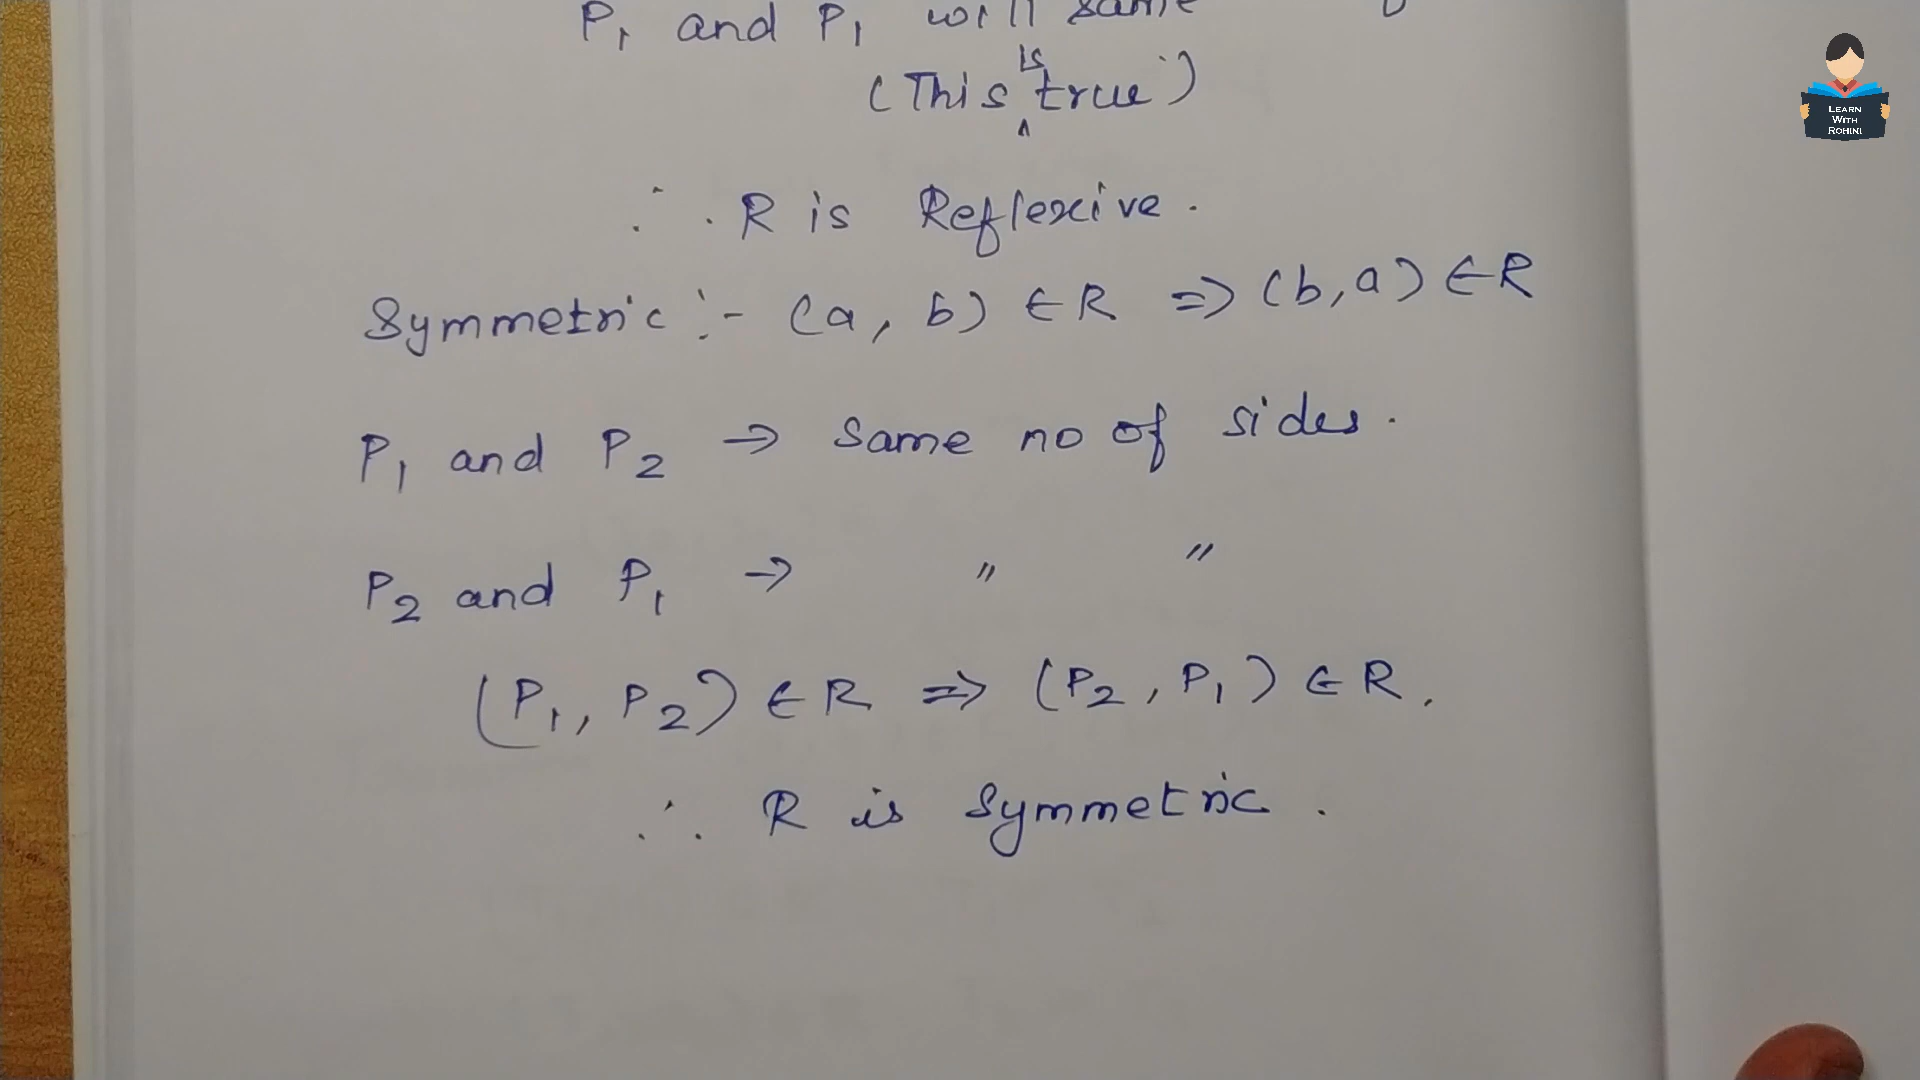 P₁ and P₁ will same
(This is true)
∴ R is Reflexive.
Symmetric :- (a, b) ∈ R ⇒ (b, a) ∈ R
P₁ and P₂ → Same no of sides.
P₂ and P₁ → " "
(P₁, P₂) ∈ R ⇒ (P₂, P₁) ∈ R.
∴ R is Symmetric.
LEARN
WITH
ROHINI